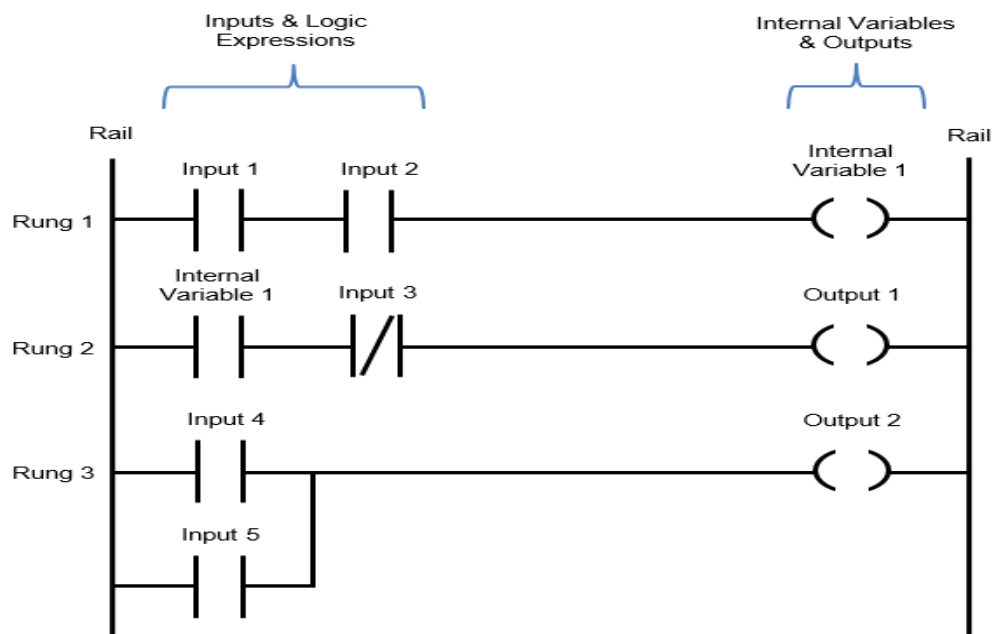 Inputs & Logic
Expressions
Internal Variables
& Outputs
Rail
Rail
Input 1
Input 2
Internal
Variable 1
Rung 1
Internal
Variable 1
Input 3
Output 1
Rung 2
Input 4
Output 2
Rung 3
Input 5